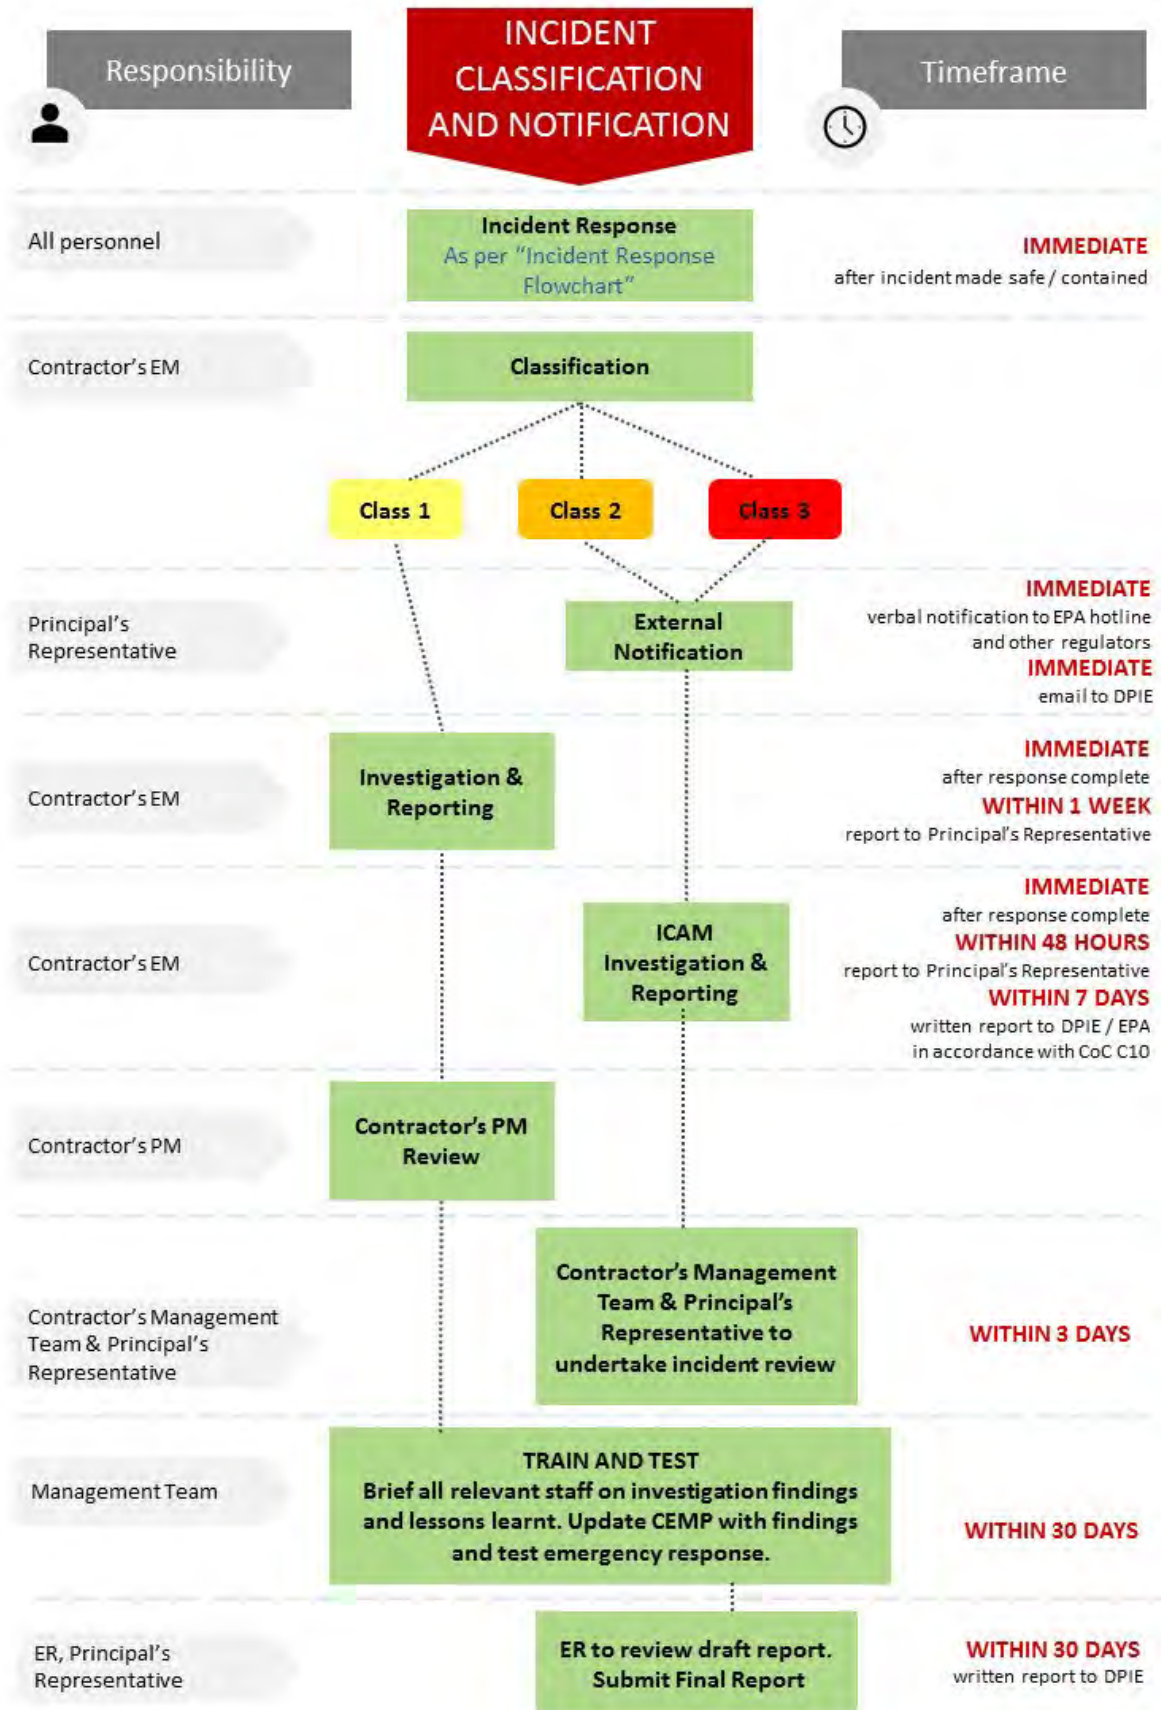 Responsibility
INCIDENT
CLASSIFICATION
AND NOTIFICATION
Timeframe
All personnel
Incident Response
As per “Incident Response
Flowchart”
IMMEDIATE
after incident made safe / contained
Contractor’s EM
Classification
Class 1
Class 2
Class 3
Principal’s
Representative
External
Notification
IMMEDIATE
verbal notification to EPA hotline
and other regulators
IMMEDIATE
email to DPIE
Contractor’s EM
Investigation &
Reporting
IMMEDIATE
after response complete
WITHIN 1 WEEK
report to Principal’s Representative
Contractor’s EM
ICAM
Investigation &
Reporting
IMMEDIATE
after response complete
WITHIN 48 HOURS
report to Principal’s Representative
WITHIN 7 DAYS
written report to DPIE / EPA
in accordance with CoC C10
Contractor’s PM
Contractor’s PM
Review
Contractor’s Management
Team & Principal’s
Representative
Contractor’s Management
Team & Principal’s
Representative to
undertake incident review
WITHIN 3 DAYS
Management Team
TRAIN AND TEST
Brief all relevant staff on investigation findings
and lessons learnt. Update CEMP with findings
and test emergency response.
WITHIN 30 DAYS
ER, Principal’s
Representative
ER to review draft report.
Submit Final Report
WITHIN 30 DAYS
written report to DPIE